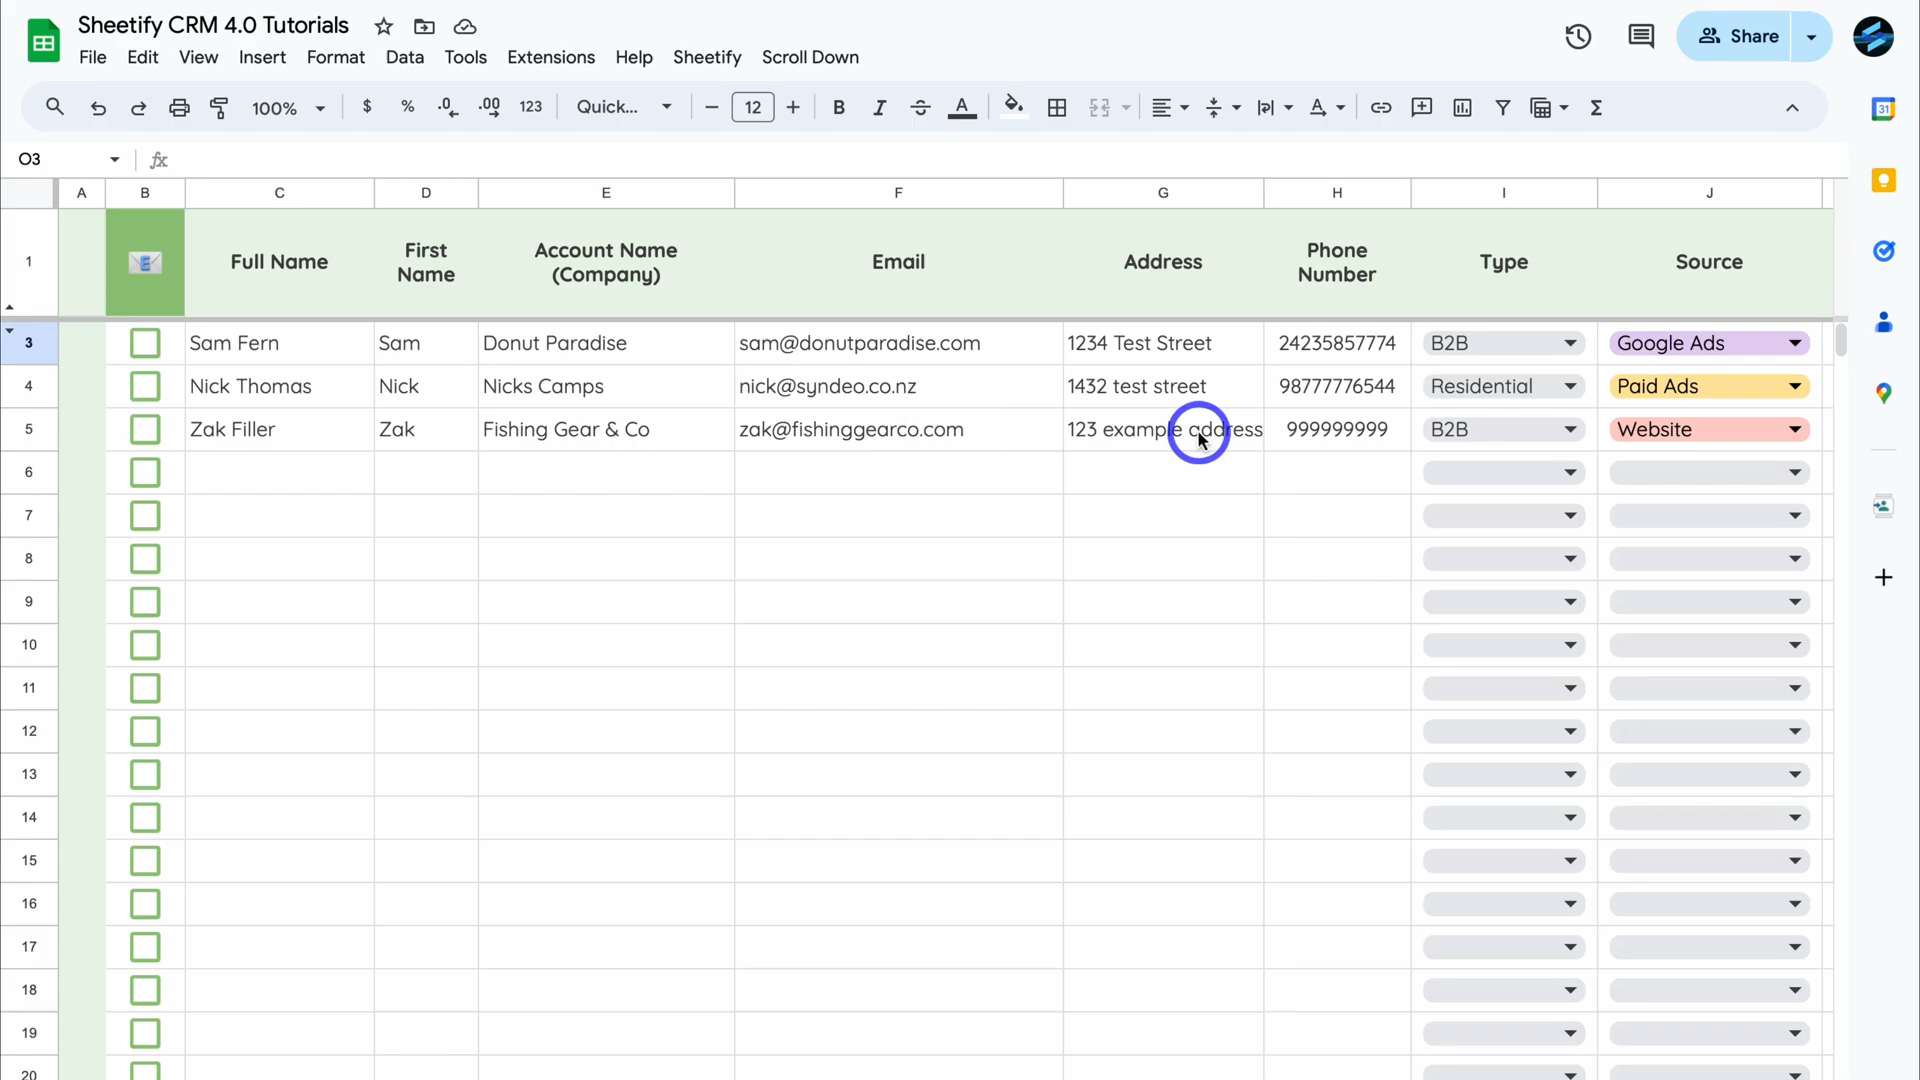 Sheetify CRM 4.0 Tutorials
File Edit View Insert Format Data Tools Extensions Help Sheetify Scroll Down
Share
100% $ % .0 .00 123 Quick... 12 B I A
O3 fx
A B C D E F G H I J
1 Full Name First Name Account Name (Company) Email Address Phone Number Type Source
3 Sam Fern Sam Donut Paradise sam@donutparadise.com 1234 Test Street 24235857774 B2B Google Ads
4 Nick Thomas Nick Nicks Camps nick@syndeo.co.nz 1432 test street 98777776544 Residential Paid Ads
5 Zak Filler Zak Fishing Gear & Co zak@fishinggearco.com 123 example address 999999999 B2B Website
6
7
8
9
10
11
12
13
14
15
16
17
18
19
20
31